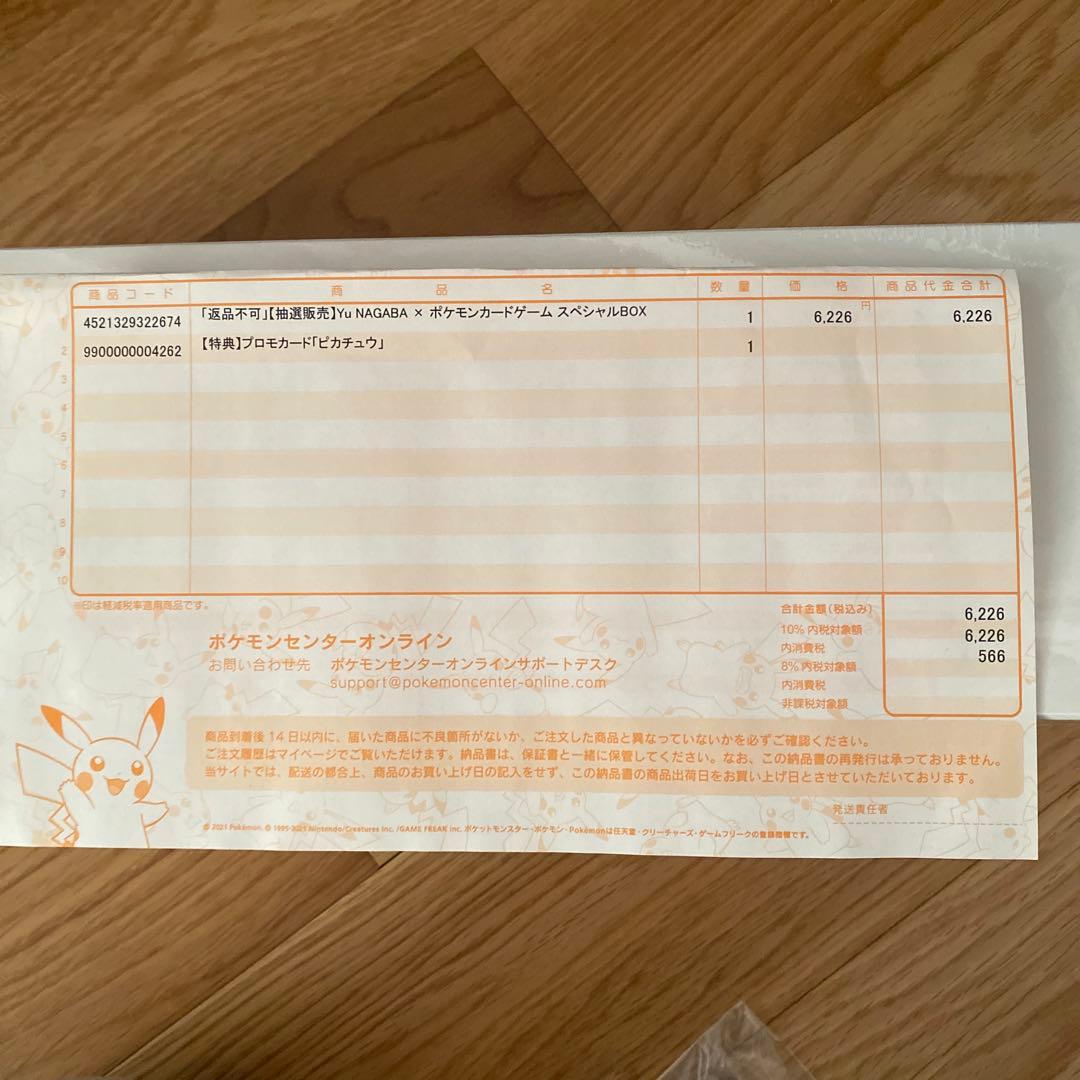 商品コード 商品名 数量 価格 商品代金合計
円
4521329322674 「返品不可」【抽選販売】Yu NAGABA × ポケモンカードゲーム スペシャルBOX 1 6,226 6,226
2 9900000004262 【特典】プロモカード「ピカチュウ」 1
3
4
5
6
7
8
9
10
※印は軽減税率適用商品です。
合計金額(税込み) 6,226
10% 内税対象額 6,226
内消費税 566
8% 内税対象額
内消費税
非課税対象額
ポケモンセンターオンライン
お問い合わせ先 ポケモンセンターオンラインサポートデスク
support@pokemoncenter-online.com
商品到着後 14 日以内に、届いた商品に不良箇所がないか、ご注文した商品と異なっていないかを必ずご確認ください。
ご注文履歴はマイページでご覧いただけます。納品書は、保証書と一緒に保管してください。なお、この納品書の再発行は承っておりません。
当サイトでは、配送の都合上、商品のお買い上げ日の記入をせず、この納品書の商品出荷日をお買い上げ日とさせていただいております。
発送責任者
© 2021 Pokémon. © 1995-2021 Nintendo/Creatures Inc. /GAME FREAK inc. ポケットモンスター・ポケモン・Pokémonは任天堂・クリーチャーズ・ゲームフリークの登録商標です。